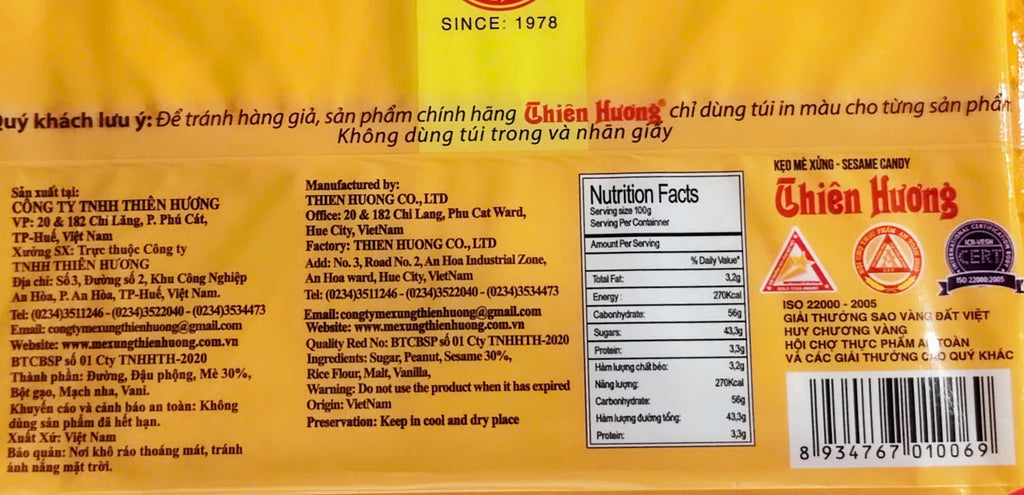 SINCE: 1978
Quý khách lưu ý: Để tránh hàng giả, sản phẩm chính hãng Thiên Hương® chỉ dùng túi in màu cho từng sản phẩm
Không dùng túi trong và nhãn giấy
Sản xuất tại:
CÔNG TY TNHH THIÊN HƯƠNG
VP: 20 & 182 Chi Lăng, P. Phú Cát,
TP-Huế, Việt Nam
Xưởng SX: Trực thuộc Công ty
TNHH THIÊN HƯƠNG
Địa chỉ: Số 3, Đường số 2, Khu Công Nghiệp
An Hòa, P. An Hòa, TP-Huế, Việt Nam.
Tel: (0234)3511246 - (0234)3522040 - (0234)3534473
Email: congtymexungthienhuong@gmail.com
Website: www.mexungthienhuong.com.vn
BTCBSP số 01 Cty TNHHTH-2020
Thành phần: Đường, Đậu phộng, Mè 30%,
Bột gạo, Mạch nha, Vani.
Khuyến cáo và cảnh báo an toàn: Không
dùng sản phẩm đã hết hạn.
Xuất Xứ: Việt Nam
Bảo quản: Nơi khô ráo thoáng mát, tránh
ánh nắng mặt trời.
Manufactured by:
THIEN HUONG CO., LTD
Office: 20 & 182 Chi Lang, Phu Cat Ward,
Hue City, VietNam
Factory: THIEN HUONG CO., LTD
Add: No. 3, Road No. 2, An Hoa Industrial Zone,
An Hoa ward, Hue City, VietNam
Tel: (0234)3511246 - (0234)3522040 - (0234)3534473
Email:congtymexungthienhuong@gmail.com
Website: www.mexungthienhuong.com.vn
Quality Red No: BTCBSP số 01 Cty TNHHTH-2020
Ingredients: Sugar, Peanut, Sesame 30%,
Rice Flour, Malt, Vanilla,
Warning: Do not use the product when it has expired
Origin: VietNam
Preservation: Keep in cool and dry place
Nutrition Facts
Serving size 100g
Serving Per Containner
Amount Per Serving
% Daily Value*
Total Fat: 3,2g
Energy: 270Kcal
Cabonhydrate: 56g
Sugars: 43,3g
Protein: 3,3g
Hàm lượng chất béo: 3,2g
Năng lượng: 270Kcal
Carbonhydrate: 56g
Hàm lượng đường tổng: 43,3g
Protein: 3,3g
KẸO MÈ XỬNG - SESAME CANDY
Thiên Hương
ICB-VESH
CERT
ISO 22000:2005
ISO 22000 - 2005
GIẢI THƯỞNG SAO VÀNG ĐẤT VIỆT
HUY CHƯƠNG VÀNG
HỘI CHỢ THỰC PHẨM AN TOÀN
VÀ CÁC GIẢI THƯỞNG CAO QUÝ KHÁC
8 934767 010069